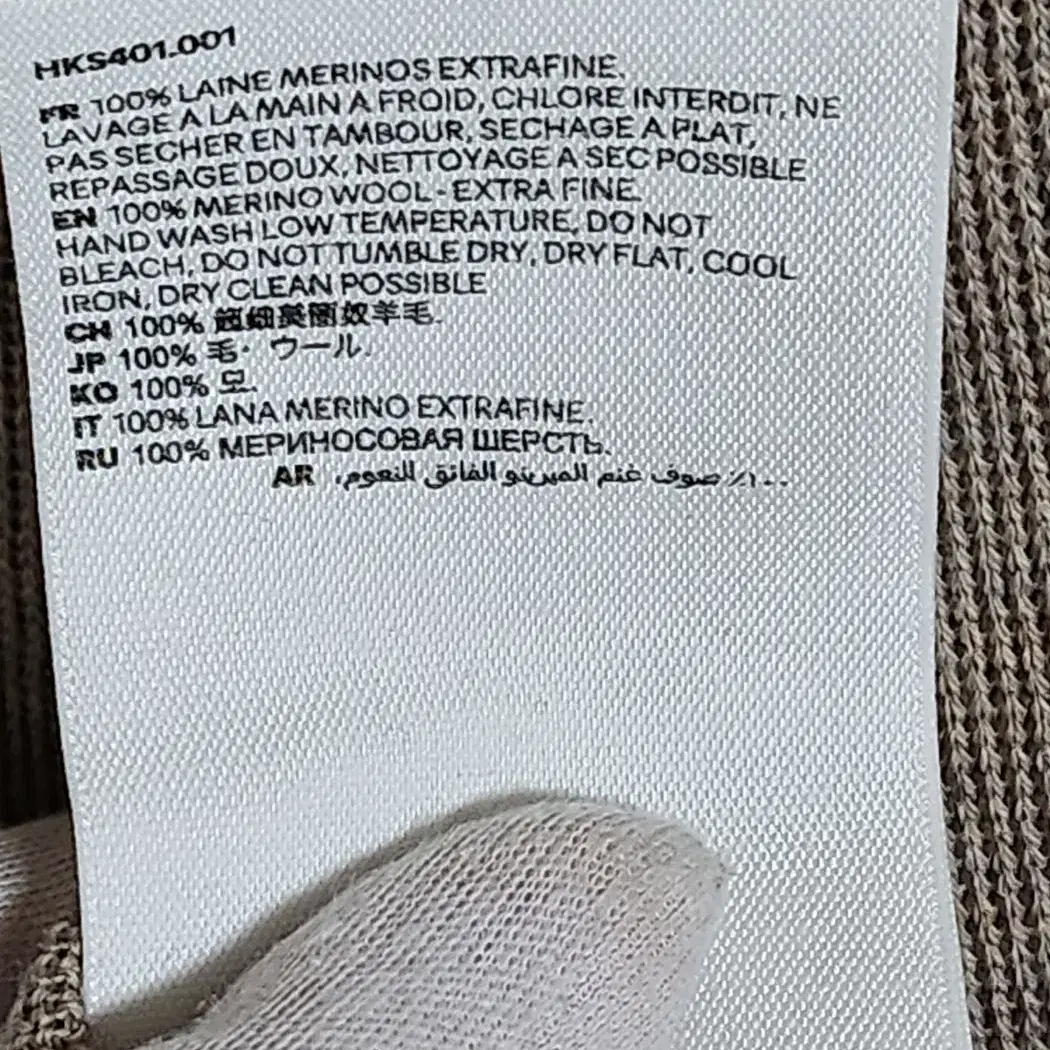 HKS401.001
FR 100% LAINE MERINOS EXTRAFINE.
LAVAGE A LA MAIN A FROID, CHLORE INTERDIT, NE
PAS SECHER EN TAMBOUR, SECHAGE A PLAT,
REPASSAGE DOUX, NETTOYAGE A SEC POSSIBLE
EN 100% MERINO WOOL - EXTRA FINE.
HAND WASH LOW TEMPERATURE, DO NOT
BLEACH, DO NOT TUMBLE DRY, DRY FLAT, COOL
IRON, DRY CLEAN POSSIBLE
CH 100% 超细美丽奴羊毛.
JP 100% 毛・ウール.
KO 100% 모.
IT 100% LANA MERINO EXTRAFINE.
RU 100% МЕРИНОСОВАЯ ШЕРСТЬ.
AR ١٠٠٪ صوف غنم الميرينو الفائق النعوم.